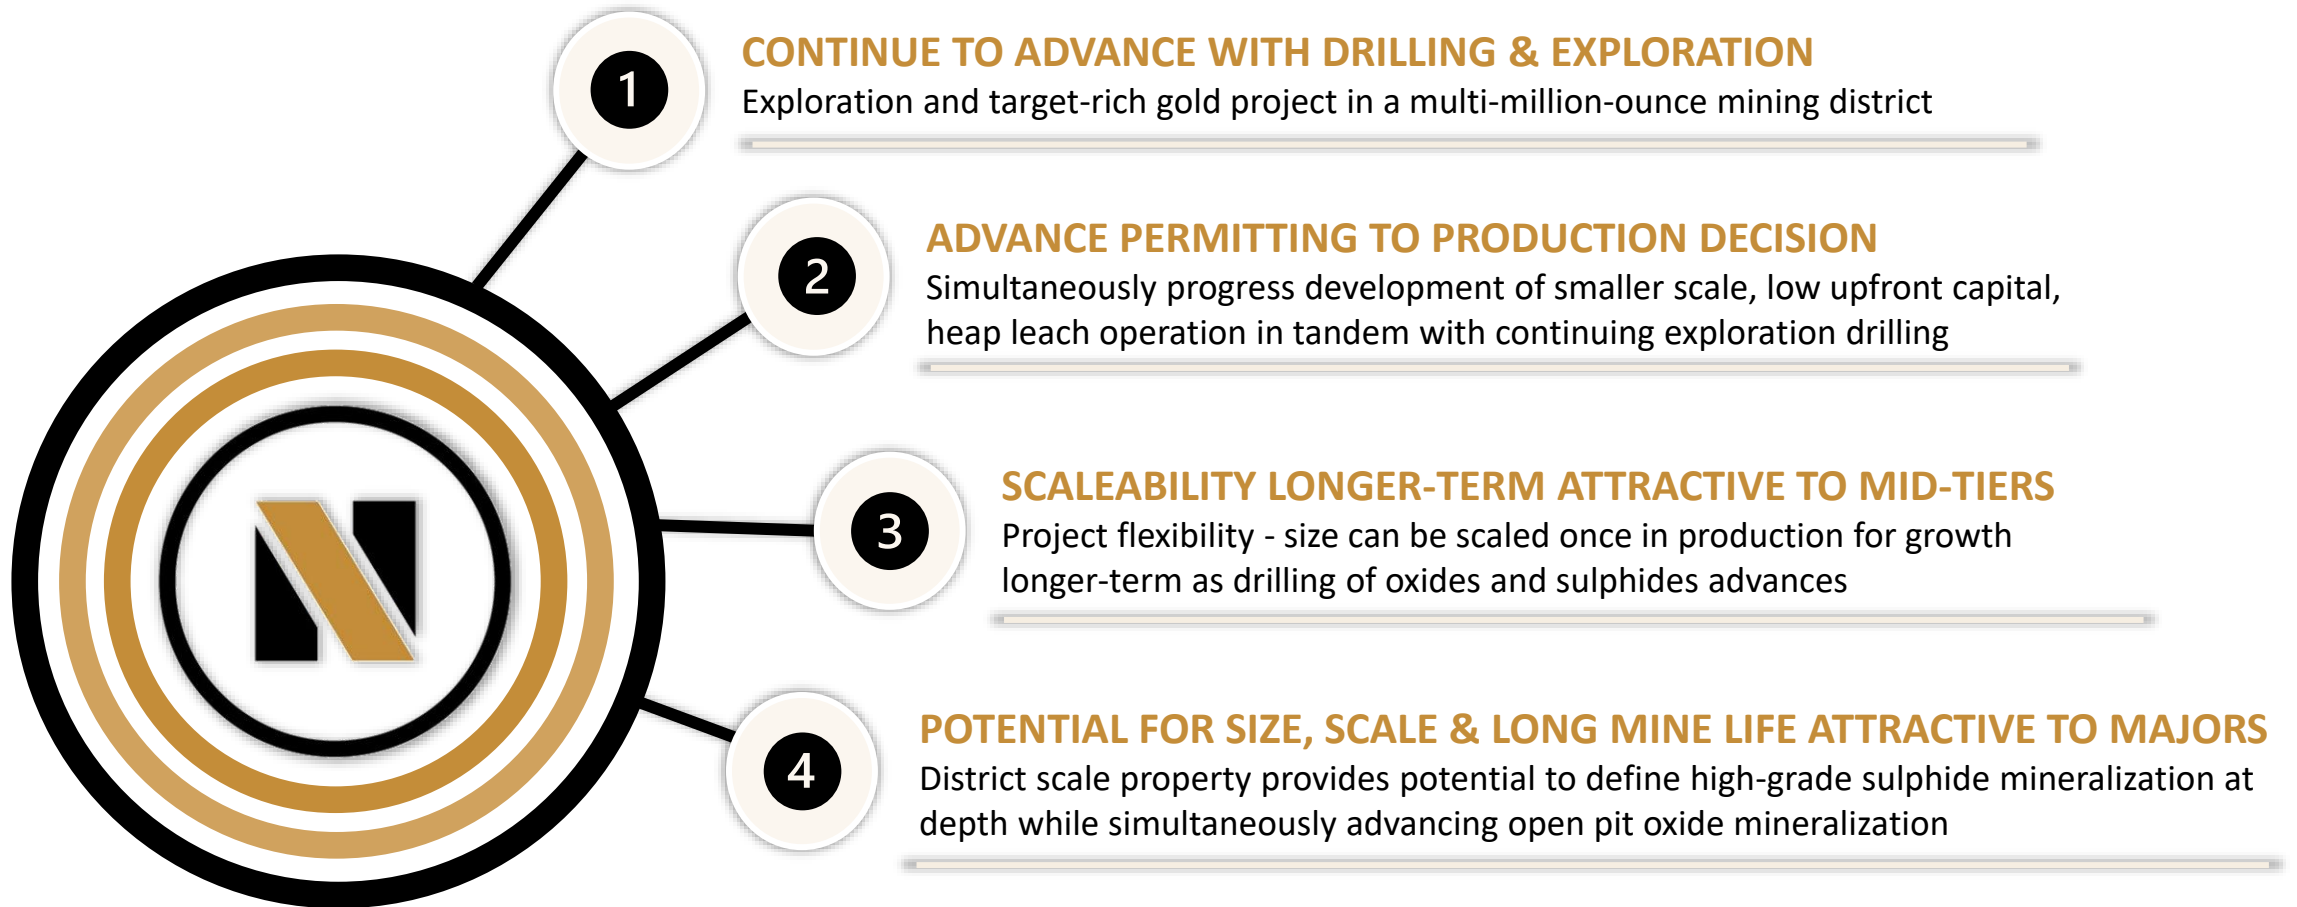 1
CONTINUE TO ADVANCE WITH DRILLING & EXPLORATION
Exploration and target-rich gold project in a multi-million-ounce mining district
2
ADVANCE PERMITTING TO PRODUCTION DECISION
Simultaneously progress development of smaller scale, low upfront capital,
heap leach operation in tandem with continuing exploration drilling
N
3
SCALEABILITY LONGER-TERM ATTRACTIVE TO MID-TIERS
Project flexibility - size can be scaled once in production for growth
longer-term as drilling of oxides and sulphides advances
4
POTENTIAL FOR SIZE, SCALE & LONG MINE LIFE ATTRACTIVE TO MAJORS
District scale property provides potential to define high-grade sulphide mineralization at
depth while simultaneously advancing open pit oxide mineralization